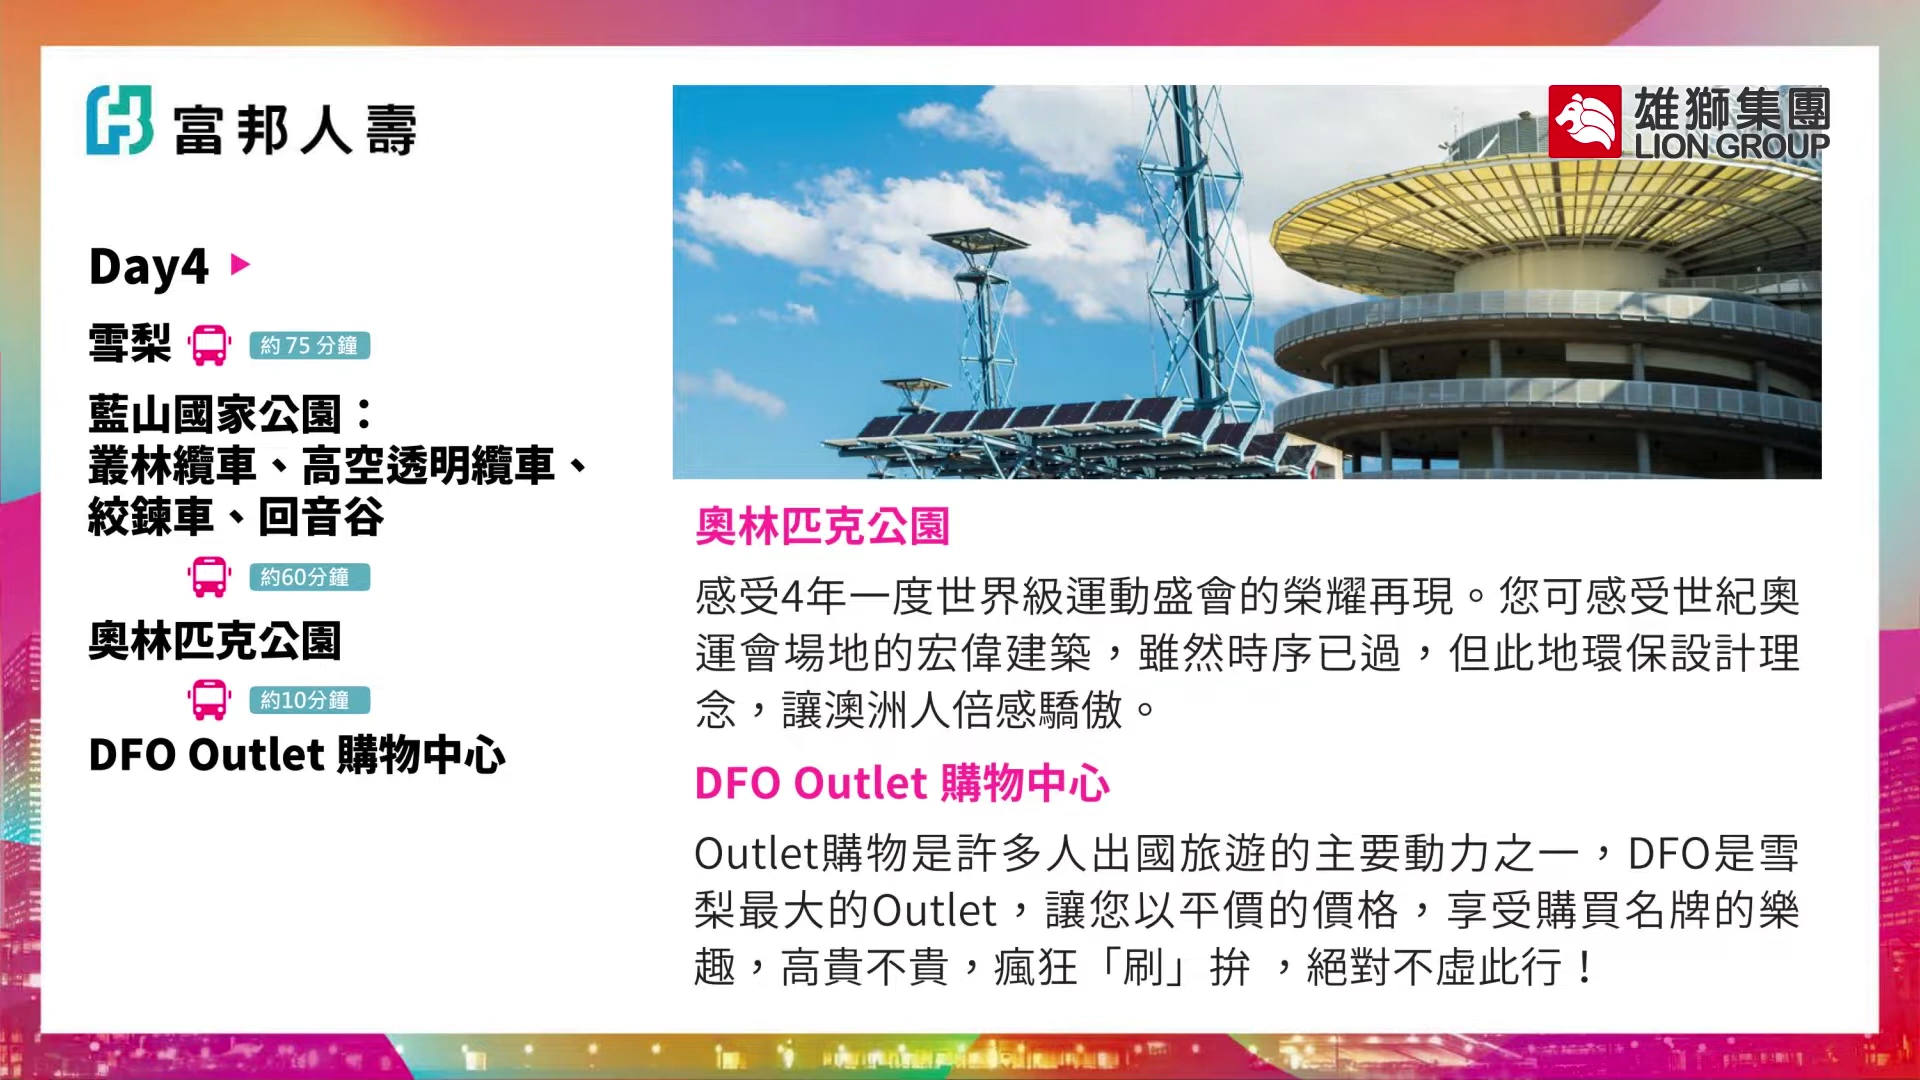 富邦人壽
雄獅集團
LION GROUP
Day4
雪梨
約 75 分鐘
藍山國家公園：
叢林纜車、高空透明纜車、
絞鍊車、回音谷
約60分鐘
奧林匹克公園
約10分鐘
DFO Outlet 購物中心
奧林匹克公園
感受4年一度世界級運動盛會的榮耀再現。您可感受世紀奧
運會場地的宏偉建築，雖然時序已過，但此地環保設計理
念，讓澳洲人倍感驕傲。
DFO Outlet 購物中心
Outlet購物是許多人出國旅遊的主要動力之一，DFO是雪
梨最大的Outlet，讓您以平價的價格，享受購買名牌的樂
趣，高貴不貴，瘋狂「刷」拚 ，絕對不虛此行！